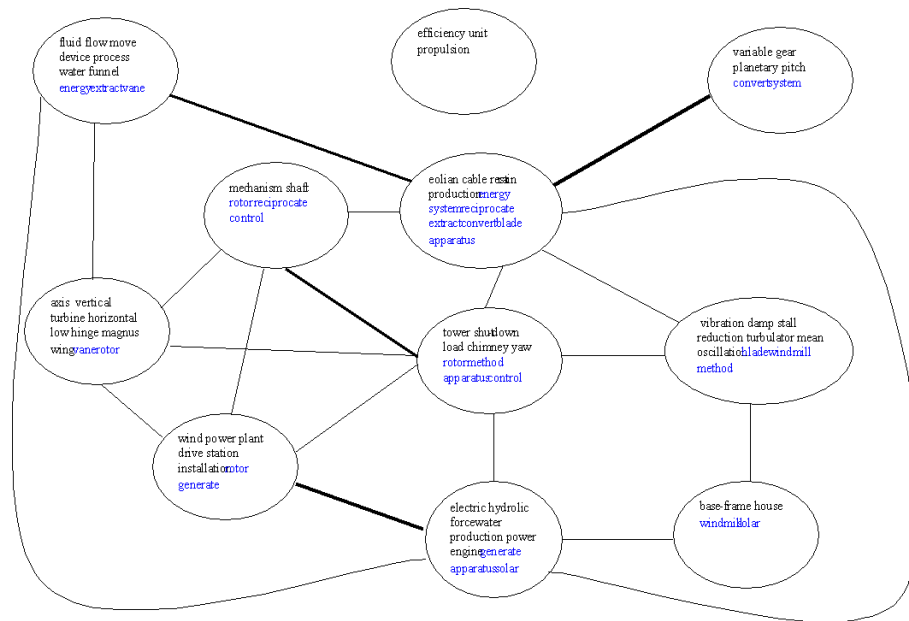 fluid flow move
device process
water funnel
energyextractvane
efficiency unit
propulsion
variable gear
planetary pitch
convertsystem
mechanism shaft
rotorreciprocate
control
eolian cable restin
productionenergy
systemreciprocate
extractconvertblade
apparatus
axis vertical
turbine horizontal
low hinge magnus
wingvanerotor
tower shutdown
load chimney yaw
rotormethod
apparatuscontrol
vibration damp stall
reduction turbulator mean
oscillationbladewindmill
method
wind power plant
drive station
installationrotor
generate
electric hydrolic
forcewater
production power
enginegenerate
apparatussolar
base-frame house
windmillsolar